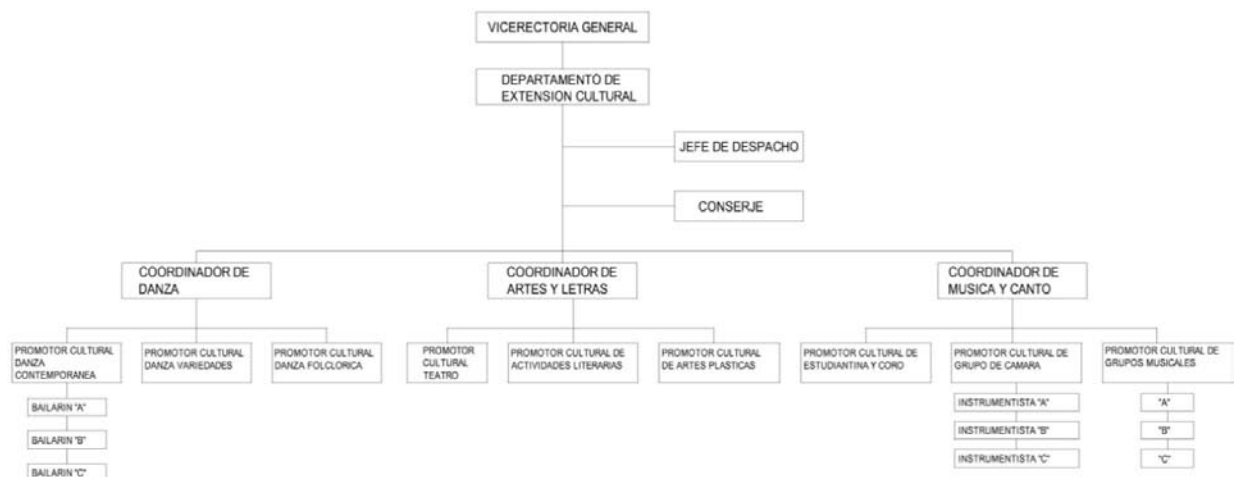 VICERECTORIA GENERAL
DEPARTAMENTO DE
EXTENSION CULTURAL
JEFE DE DESPACHO
CONSERJE
COORDINADOR DE
DANZA
COORDINADOR DE
ARTES Y LETRAS
COORDINADOR DE
MUSICA Y CANTO
PROMOTOR CULTURAL
DANZA
CONTEMPORANEA
PROMOTOR CULTURAL
DANZA VARIEDADES
PROMOTOR CULTURAL
DANZA FOLCLORICA
PROMOTOR
CULTURAL
TEATRO
PROMOTOR CULTURAL DE
ACTIVIDADES LITERARIAS
PROMOTOR CULTURAL
DE ARTES PLASTICAS
PROMOTOR CULTURAL DE
ESTUDIANTINA Y CORO
PROMOTOR CULTURAL DE
GRUPO DE CAMARA
PROMOTOR CULTURAL DE
GRUPOS MUSICALES
BAILARIN "A"
BAILARIN "B"
BAILARIN "C"
INSTRUMENTISTA "A"
INSTRUMENTISTA "B"
INSTRUMENTISTA "C"
"A"
"B"
"C"